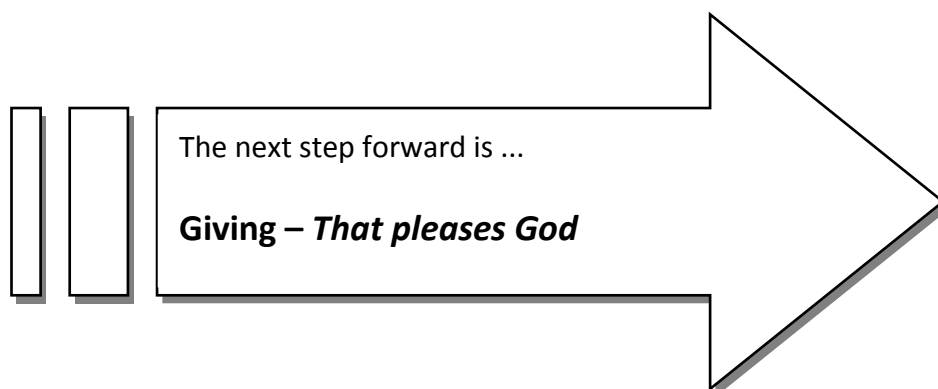 The next step forward is ...
Giving – That pleases God